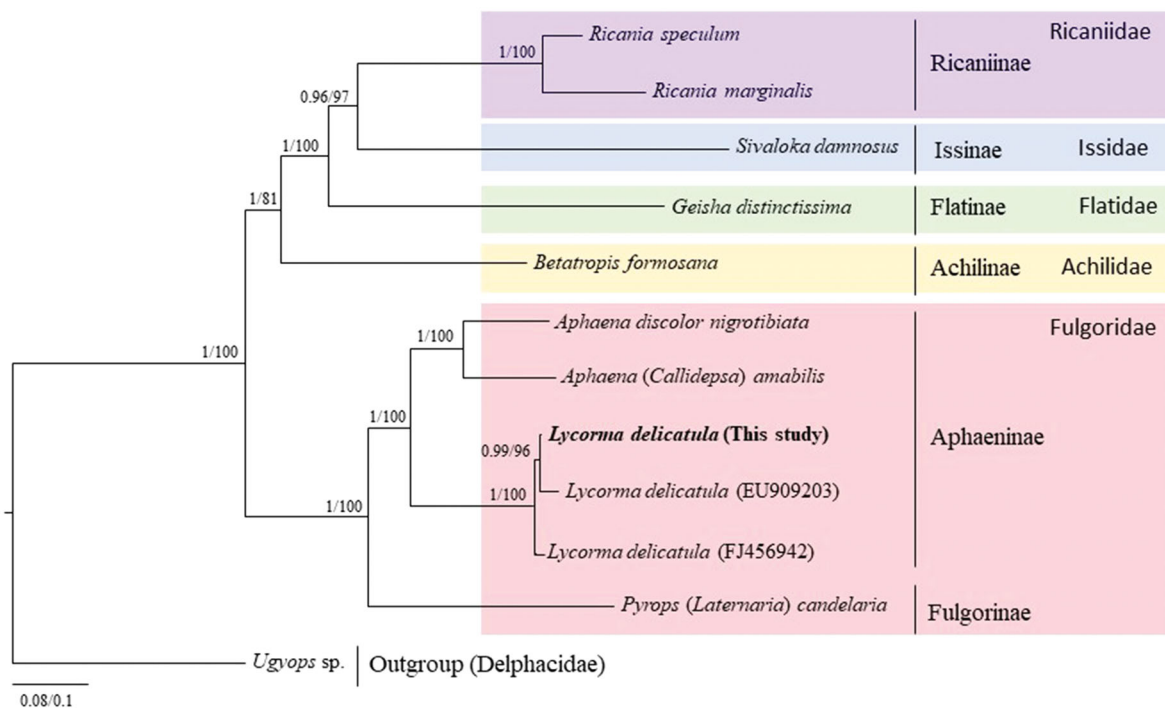 Ricania speculum
Ricaniidae
1/100
Ricaniinae
Ricania marginalis
0.96/97
Sivaloka damnosus
Issinae
Issidae
1/100
1/81
Geisha distinctissima
Flatinae
Flatidae
Betatropis formosana
Achilinae
Achilidae
Aphaena discolor nigrotibiata
Fulgoridae
1/100
1/100
Aphaena (Callidepsa) amabilis
1/100
Lycorma delicatula (This study)
Aphaeninae
0.99/96
1/100
Lycorma delicatula (EU909203)
1/100
Lycorma delicatula (FJ456942)
Pyrops (Laternaria) candelaria
Fulgorinae
Ugyops sp.
Outgroup (Delphacidae)
0.08/0.1